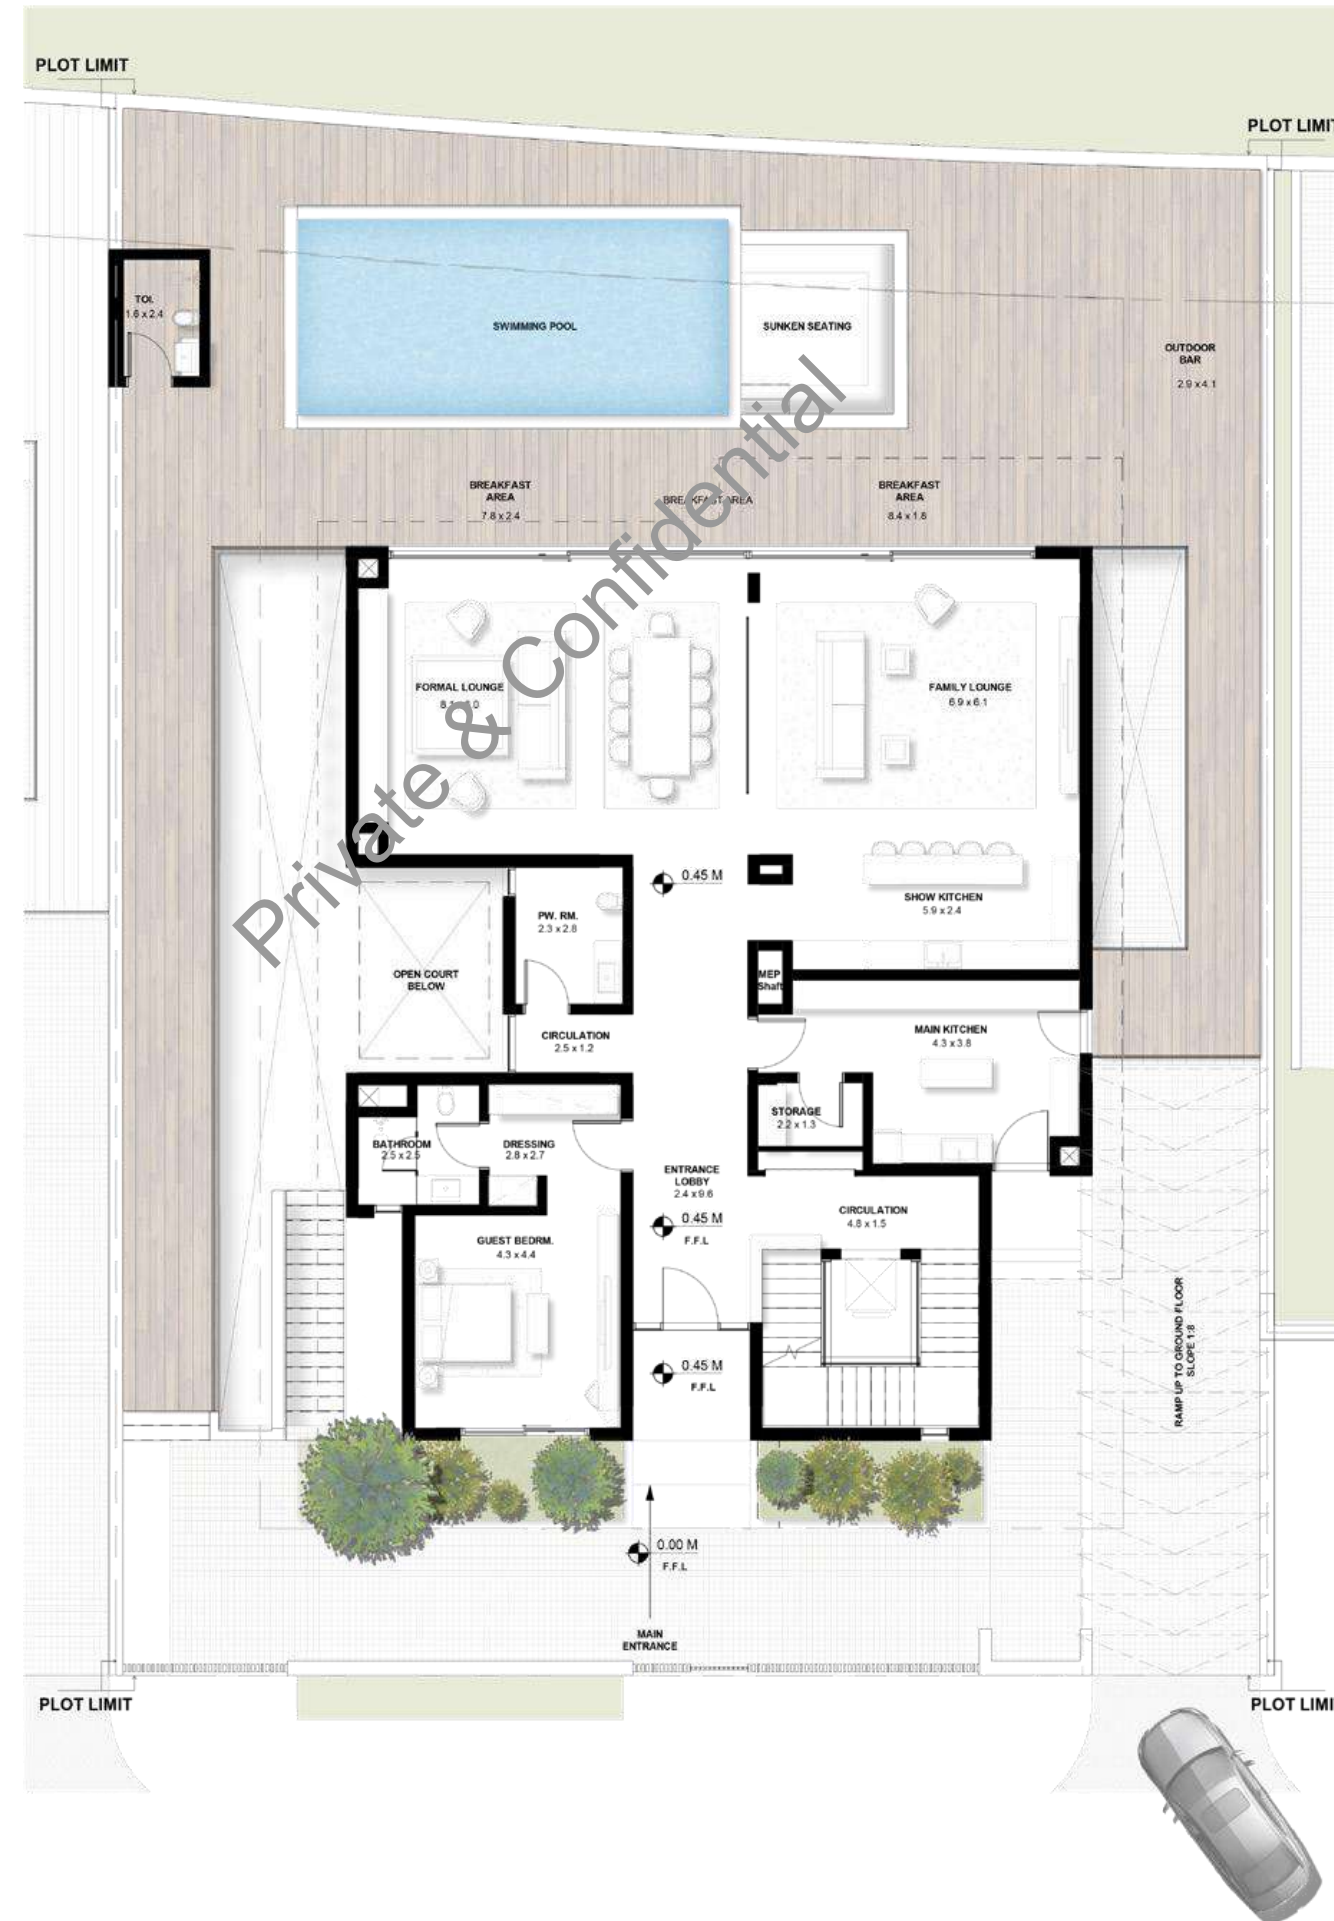 PLOT LIMIT
PLOT LIMIT
TOI.
1.6 x 2.4
SWIMMING POOL
SUNKEN SEATING
OUTDOOR
BAR
2.9 x 4.1
BREAKFAST
AREA
7.8 x 2.4
BREAKFAST AREA
BREAKFAST
AREA
8.4 x 1.8
FORMAL LOUNGE
FAMILY LOUNGE
6.9 x 6.1
Private & Confidential
0.45 M
SHOW KITCHEN
5.9 x 2.4
PW. RM.
2.3 x 2.8
OPEN COURT
BELOW
MEP
Shaft
CIRCULATION
2.5 x 1.2
MAIN KITCHEN
4.3 x 3.8
STORAGE
2.2 x 1.3
BATHROOM
2.5 x 2.5
DRESSING
2.8 x 2.7
ENTRANCE
LOBBY
2.4 x 9.6
0.45 M
F.F.L
CIRCULATION
4.8 x 1.5
GUEST BEDRM.
4.3 x 4.4
RAMP UP TO GROUND FLOOR
SLOPE 1:8
0.45 M
F.F.L
0.00 M
F.F.L
MAIN
ENTRANCE
PLOT LIMIT
PLOT LIMI